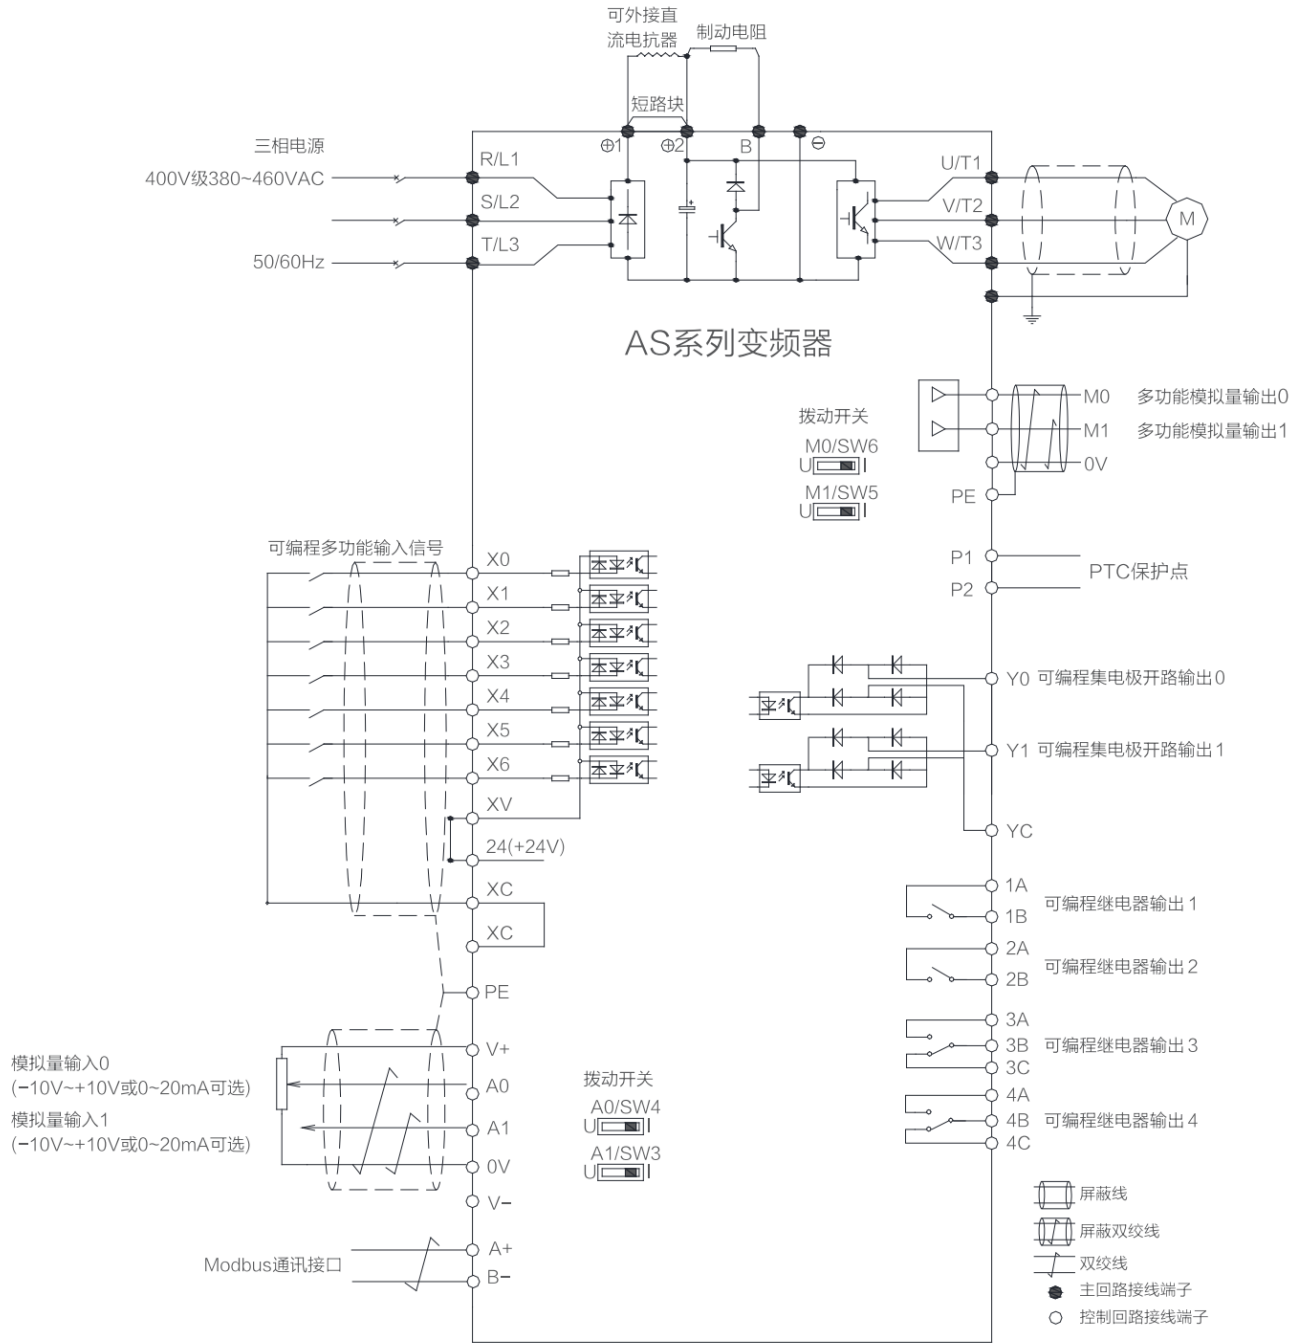 可外接直
流电抗器
制动电阻
短路块
三相电源
400V级380~460VAC
50/60Hz
R/L1
S/L2
T/L3
⊕1
⊕2
B
⊖
U/T1
V/T2
W/T3
M
AS系列变频器
拨动开关
M0/SW6
U I
M1/SW5
U I
M0 多功能模拟量输出0
M1 多功能模拟量输出1
0V
PE
P1
P2
PTC保护点
可编程多功能输入信号
X0
X1
X2
X3
X4
X5
X6
XV
24(+24V)
XC
XC
PE
Y0 可编程集电极开路输出0
Y1 可编程集电极开路输出1
YC
1A
1B
可编程继电器输出1
2A
2B
可编程继电器输出2
3A
3B
3C
可编程继电器输出3
4A
4B
4C
可编程继电器输出4
模拟量输入0
(-10V~+10V或0~20mA可选)
模拟量输入1
(-10V~+10V或0~20mA可选)
V+
A0
A1
0V
V-
A+
B-
Modbus通讯接口
拨动开关
A0/SW4
U I
A1/SW3
U I
屏蔽线
屏蔽双绞线
双绞线
主回路接线端子
控制回路接线端子